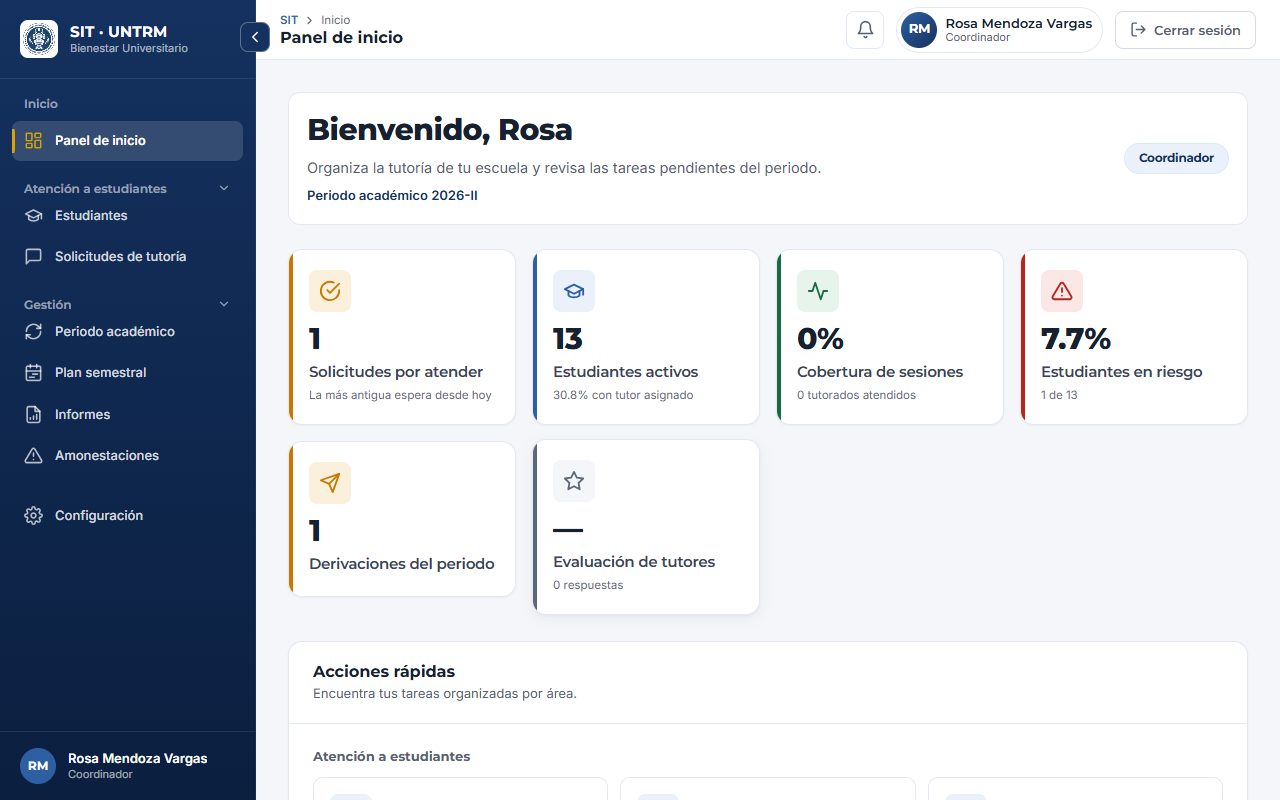 SIT · UNTRM
Bienestar Universitario
Inicio
Panel de inicio
Atención a estudiantes
Estudiantes
Solicitudes de tutoría
Gestión
Periodo académico
Plan semestral
Informes
Amonestaciones
Configuración
RM
Rosa Mendoza Vargas
Coordinador
SIT > Inicio
Panel de inicio
RM
Rosa Mendoza Vargas
Coordinador
Cerrar sesión
Bienvenido, Rosa
Organiza la tutoría de tu escuela y revisa las tareas pendientes del periodo.
Periodo académico 2026-II
Coordinador
1
Solicitudes por atender
La más antigua espera desde hoy
13
Estudiantes activos
30.8% con tutor asignado
0%
Cobertura de sesiones
0 tutorados atendidos
7.7%
Estudiantes en riesgo
1 de 13
1
Derivaciones del periodo
—
Evaluación de tutores
0 respuestas
Acciones rápidas
Encuentra tus tareas organizadas por área.
Atención a estudiantes